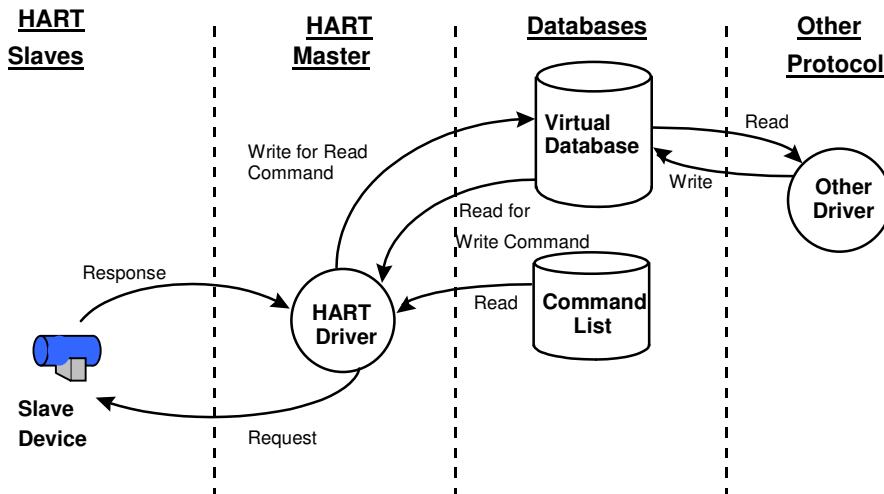 HART
Slaves
HART
Master
Databases
Other
Protocol
Virtual
Database
Read
Write for Read
Command
Write
Other
Driver
Read for
Write Command
Response
HART
Driver
Read
Command
List
Slave
Device
Request